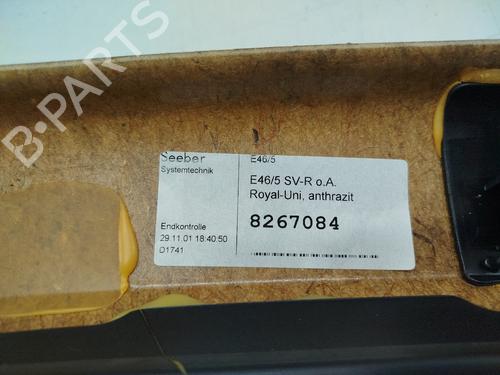 B-PARTS
Seeber
Systemtechnik
E46/5
E46/5 SV-R o.A.
Royal-Uni, anthrazit
8267084
Endkontrolle
29.11.01 18:40:50
D1741